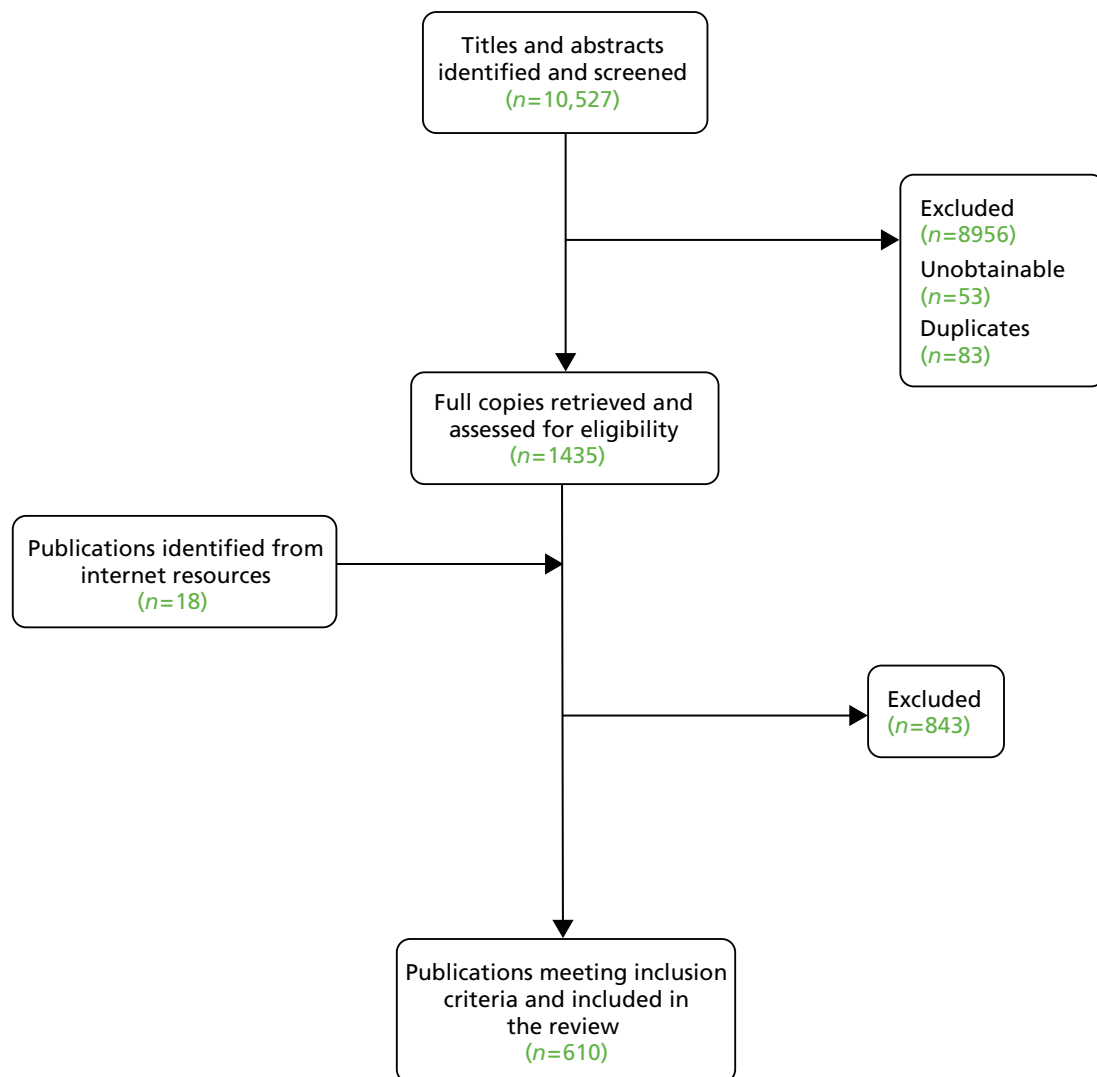 Titles and abstracts
identified and screened
(n=10,527)
Excluded
(n=8956)
Unobtainable
(n=53)
Duplicates
(n=83)
Full copies retrieved and
assessed for eligibility
(n=1435)
Publications identified from
internet resources
(n=18)
Excluded
(n=843)
Publications meeting inclusion
criteria and included in
the review
(n=610)